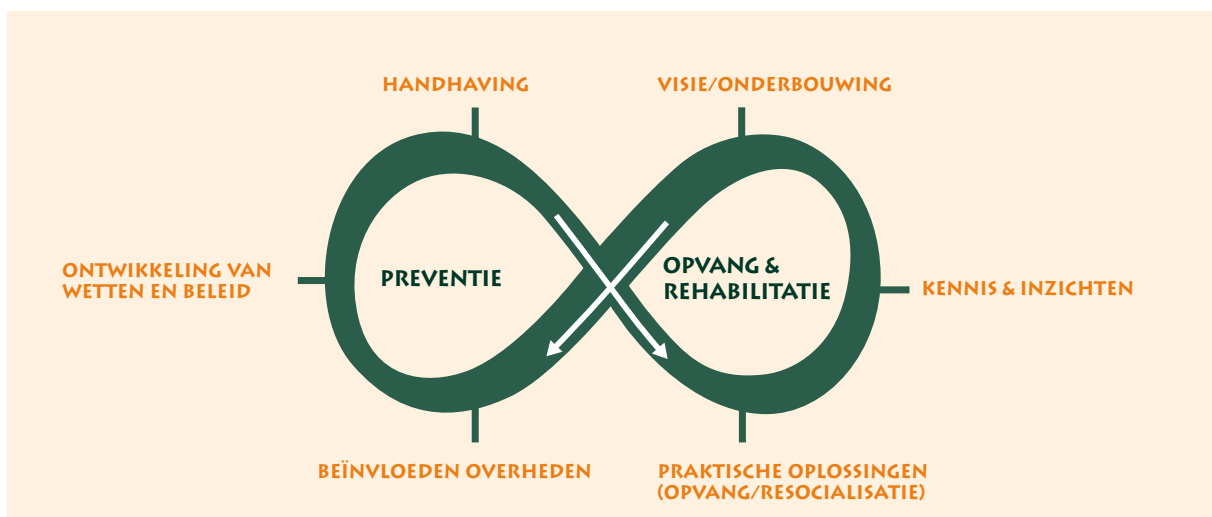 HANDHAVING
VISIE/ONDERBOUWING
ONTWIKKELING VAN
WETTEN EN BELEID
PREVENTIE
OPVANG &
REHABILITATIE
KENNIS & INZICHTEN
BEÏNVLOEDEN OVERHEDEN
PRAKTISCHE OPLOSSINGEN
(OPVANG/RESOCIALISATIE)